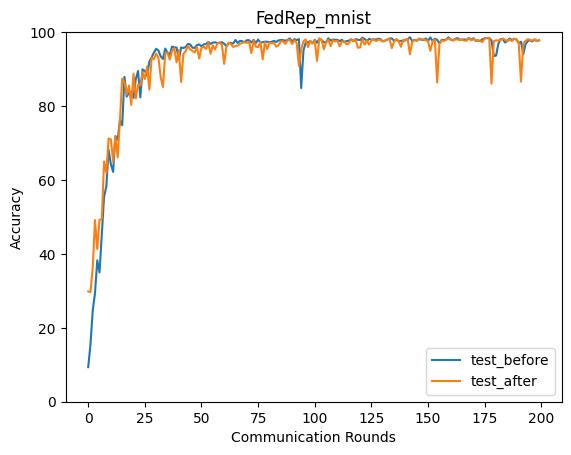 FedRep_mnist
100
80
60
40
20
0
Accuracy
0 25 50 75 100 125 150 175 200
Communication Rounds
test_before
test_after